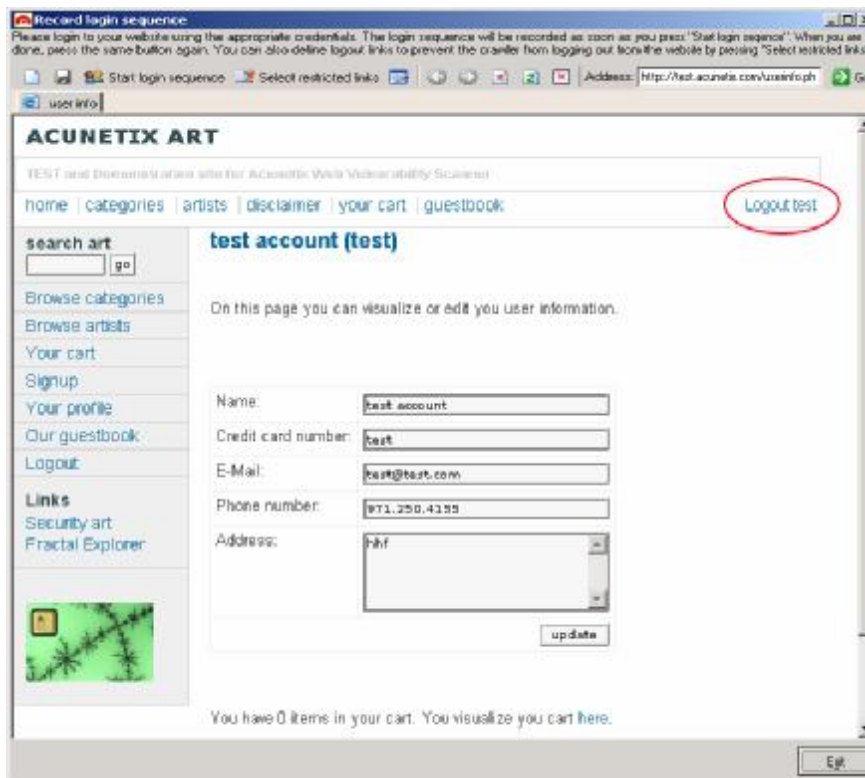 Record login sequence
Please login to your website using the appropriate credentials. The login sequence will be recorded as soon as you press "Start login seqence". When you are
done, press the same button again. You can also define logout links to prevent the crawler from logging out from the website by pressing "Select restricted link
Start login sequence Select restricted links Address: http://test.acunetix.com/userinfo.ph G
user info
ACUNETIX ART
TEST and Demonstration site for Acunetix Web Vulnerability Scanner
home | categories | artists | disclaimer | your cart | guestbook Logout test
search art
go
Browse categories
Browse artists
Your cart
Signup
Your profile
Our guestbook
Logout
Links
Security art
Fractal Explorer
test account (test)
On this page you can visualize or edit you user information.
Name: test account
Credit card number: test
E-Mail: test@test.com
Phone number:
Address: hhf
update
You have 0 items in your cart. You visualize you cart here.
Exit